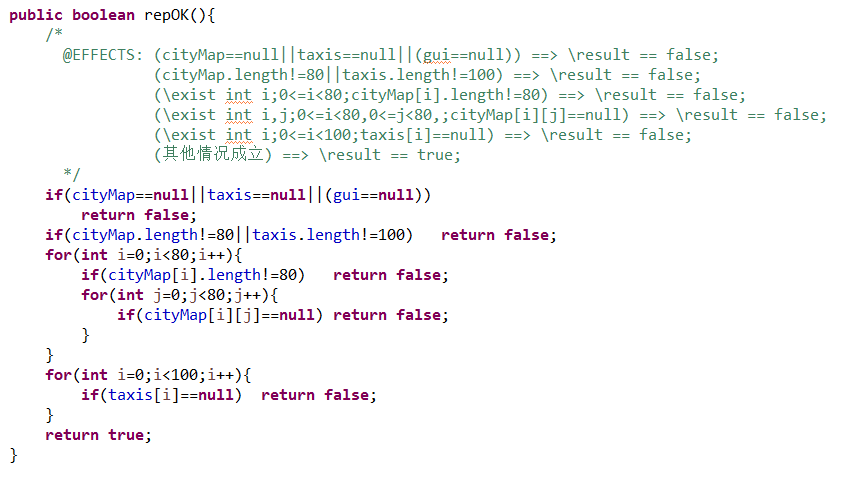 public boolean repOK(){
    /*
      @EFFECTS: (cityMap==null||taxis==null||(gui==null)) ==> \result == false;
                (cityMap.length!=80||taxis.length!=100) ==> \result == false;
                (\exist int i;0<=i<80;cityMap[i].length!=80) ==> \result == false;
                (\exist int i,j;0<=i<80,0<=j<80,;cityMap[i][j]==null) ==> \result == false;
                (\exist int i;0<=i<100;taxis[i]==null) ==> \result == false;
                (其他情况成立) ==> \result == true;
      */
    if(cityMap==null||taxis==null||(gui==null))
        return false;
    if(cityMap.length!=80||taxis.length!=100)   return false;
    for(int i=0;i<80;i++){
        if(cityMap[i].length!=80)   return false;
        for(int j=0;j<80;j++){
            if(cityMap[i][j]==null) return false;
        }
    }
    for(int i=0;i<100;i++){
        if(taxis[i]==null)  return false;
    }
    return true;
}